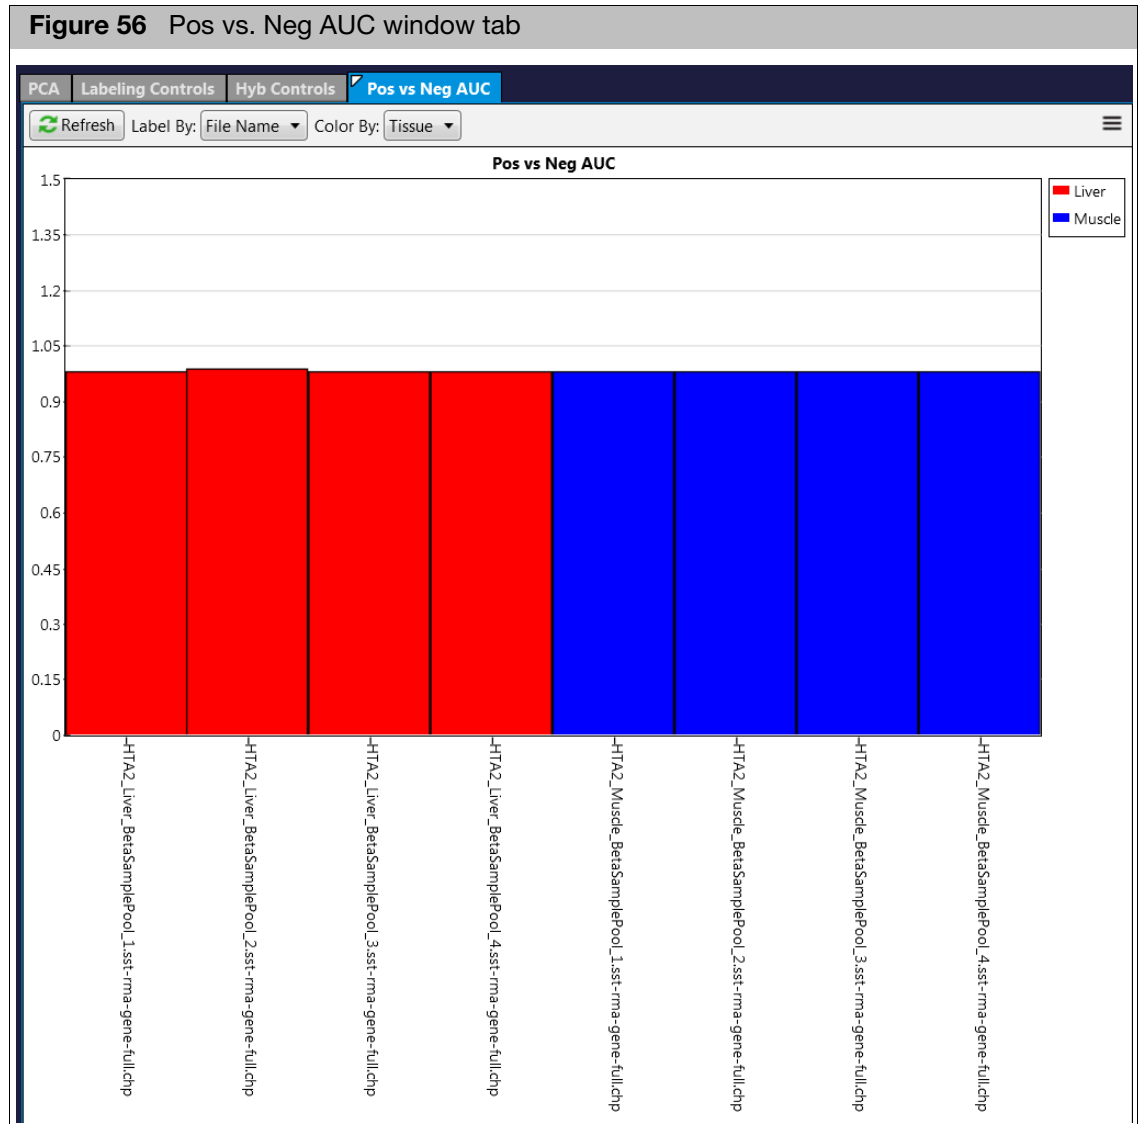 Figure 56 Pos vs. Neg AUC window tab
PCA Labeling Controls Hyb Controls Pos vs Neg AUC
Refresh Label By: File Name Color By: Tissue
Pos vs Neg AUC
1.5
1.35
1.2
1.05
0.9
0.75
0.6
0.45
0.3
0.15
0
Liver
Muscle
HTA2_Liver_BetaSamplePool_1.sst-rma-gene-full.chp
HTA2_Liver_BetaSamplePool_2.sst-rma-gene-full.chp
HTA2_Liver_BetaSamplePool_3.sst-rma-gene-full.chp
HTA2_Liver_BetaSamplePool_4.sst-rma-gene-full.chp
HTA2_Muscle_BetaSamplePool_1.sst-rma-gene-full.chp
HTA2_Muscle_BetaSamplePool_2.sst-rma-gene-full.chp
HTA2_Muscle_BetaSamplePool_3.sst-rma-gene-full.chp
HTA2_Muscle_BetaSamplePool_4.sst-rma-gene-full.chp